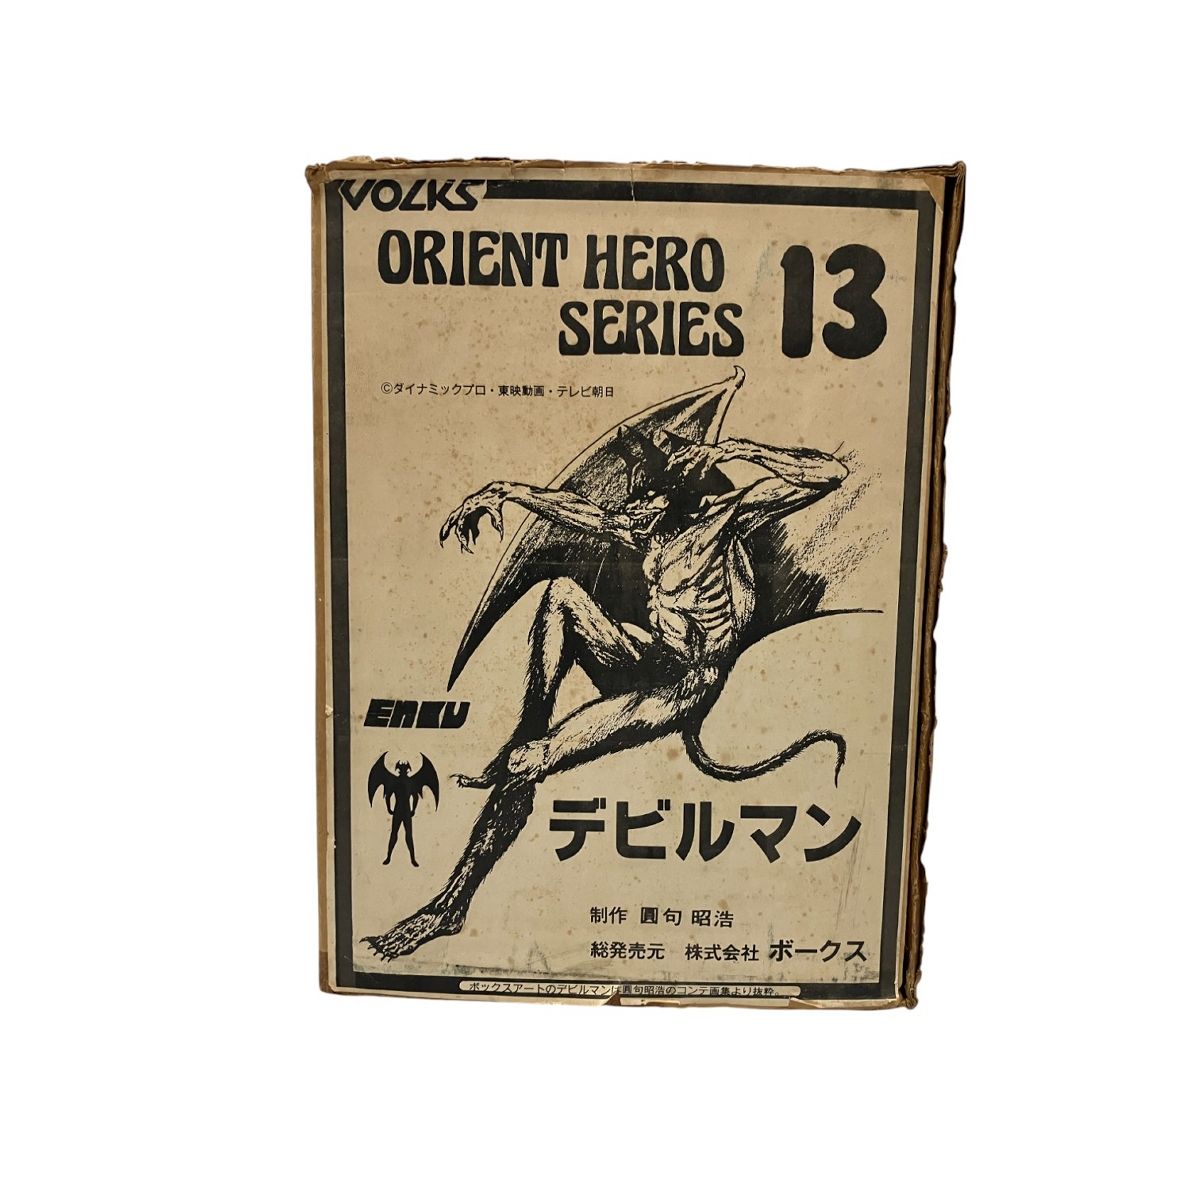 VOLKS
ORIENT HERO
SERIES 13
©ダイナミックプロ・東映動画・テレビ朝日
ENKU
デビルマン
制作 圓句 昭浩
総発売元 株式会社 ボークス
ボックスアートのデビルマンは圓句昭浩のコンテ画集より抜粋。